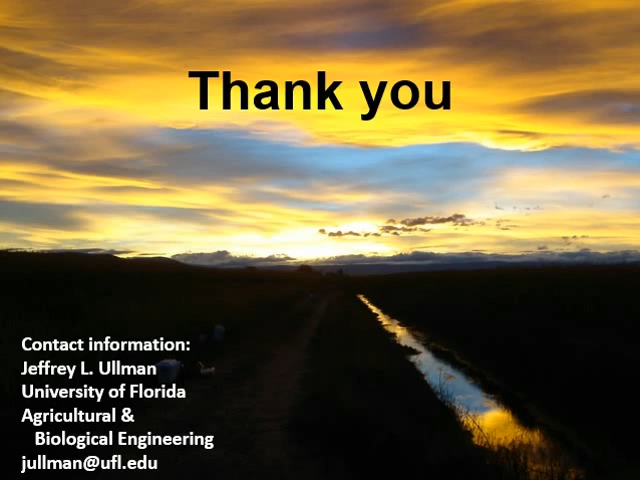 Thank you
Contact information:
Jeffrey L. Ullman
University of Florida
Agricultural &
Biological Engineering
jullman@ufl.edu